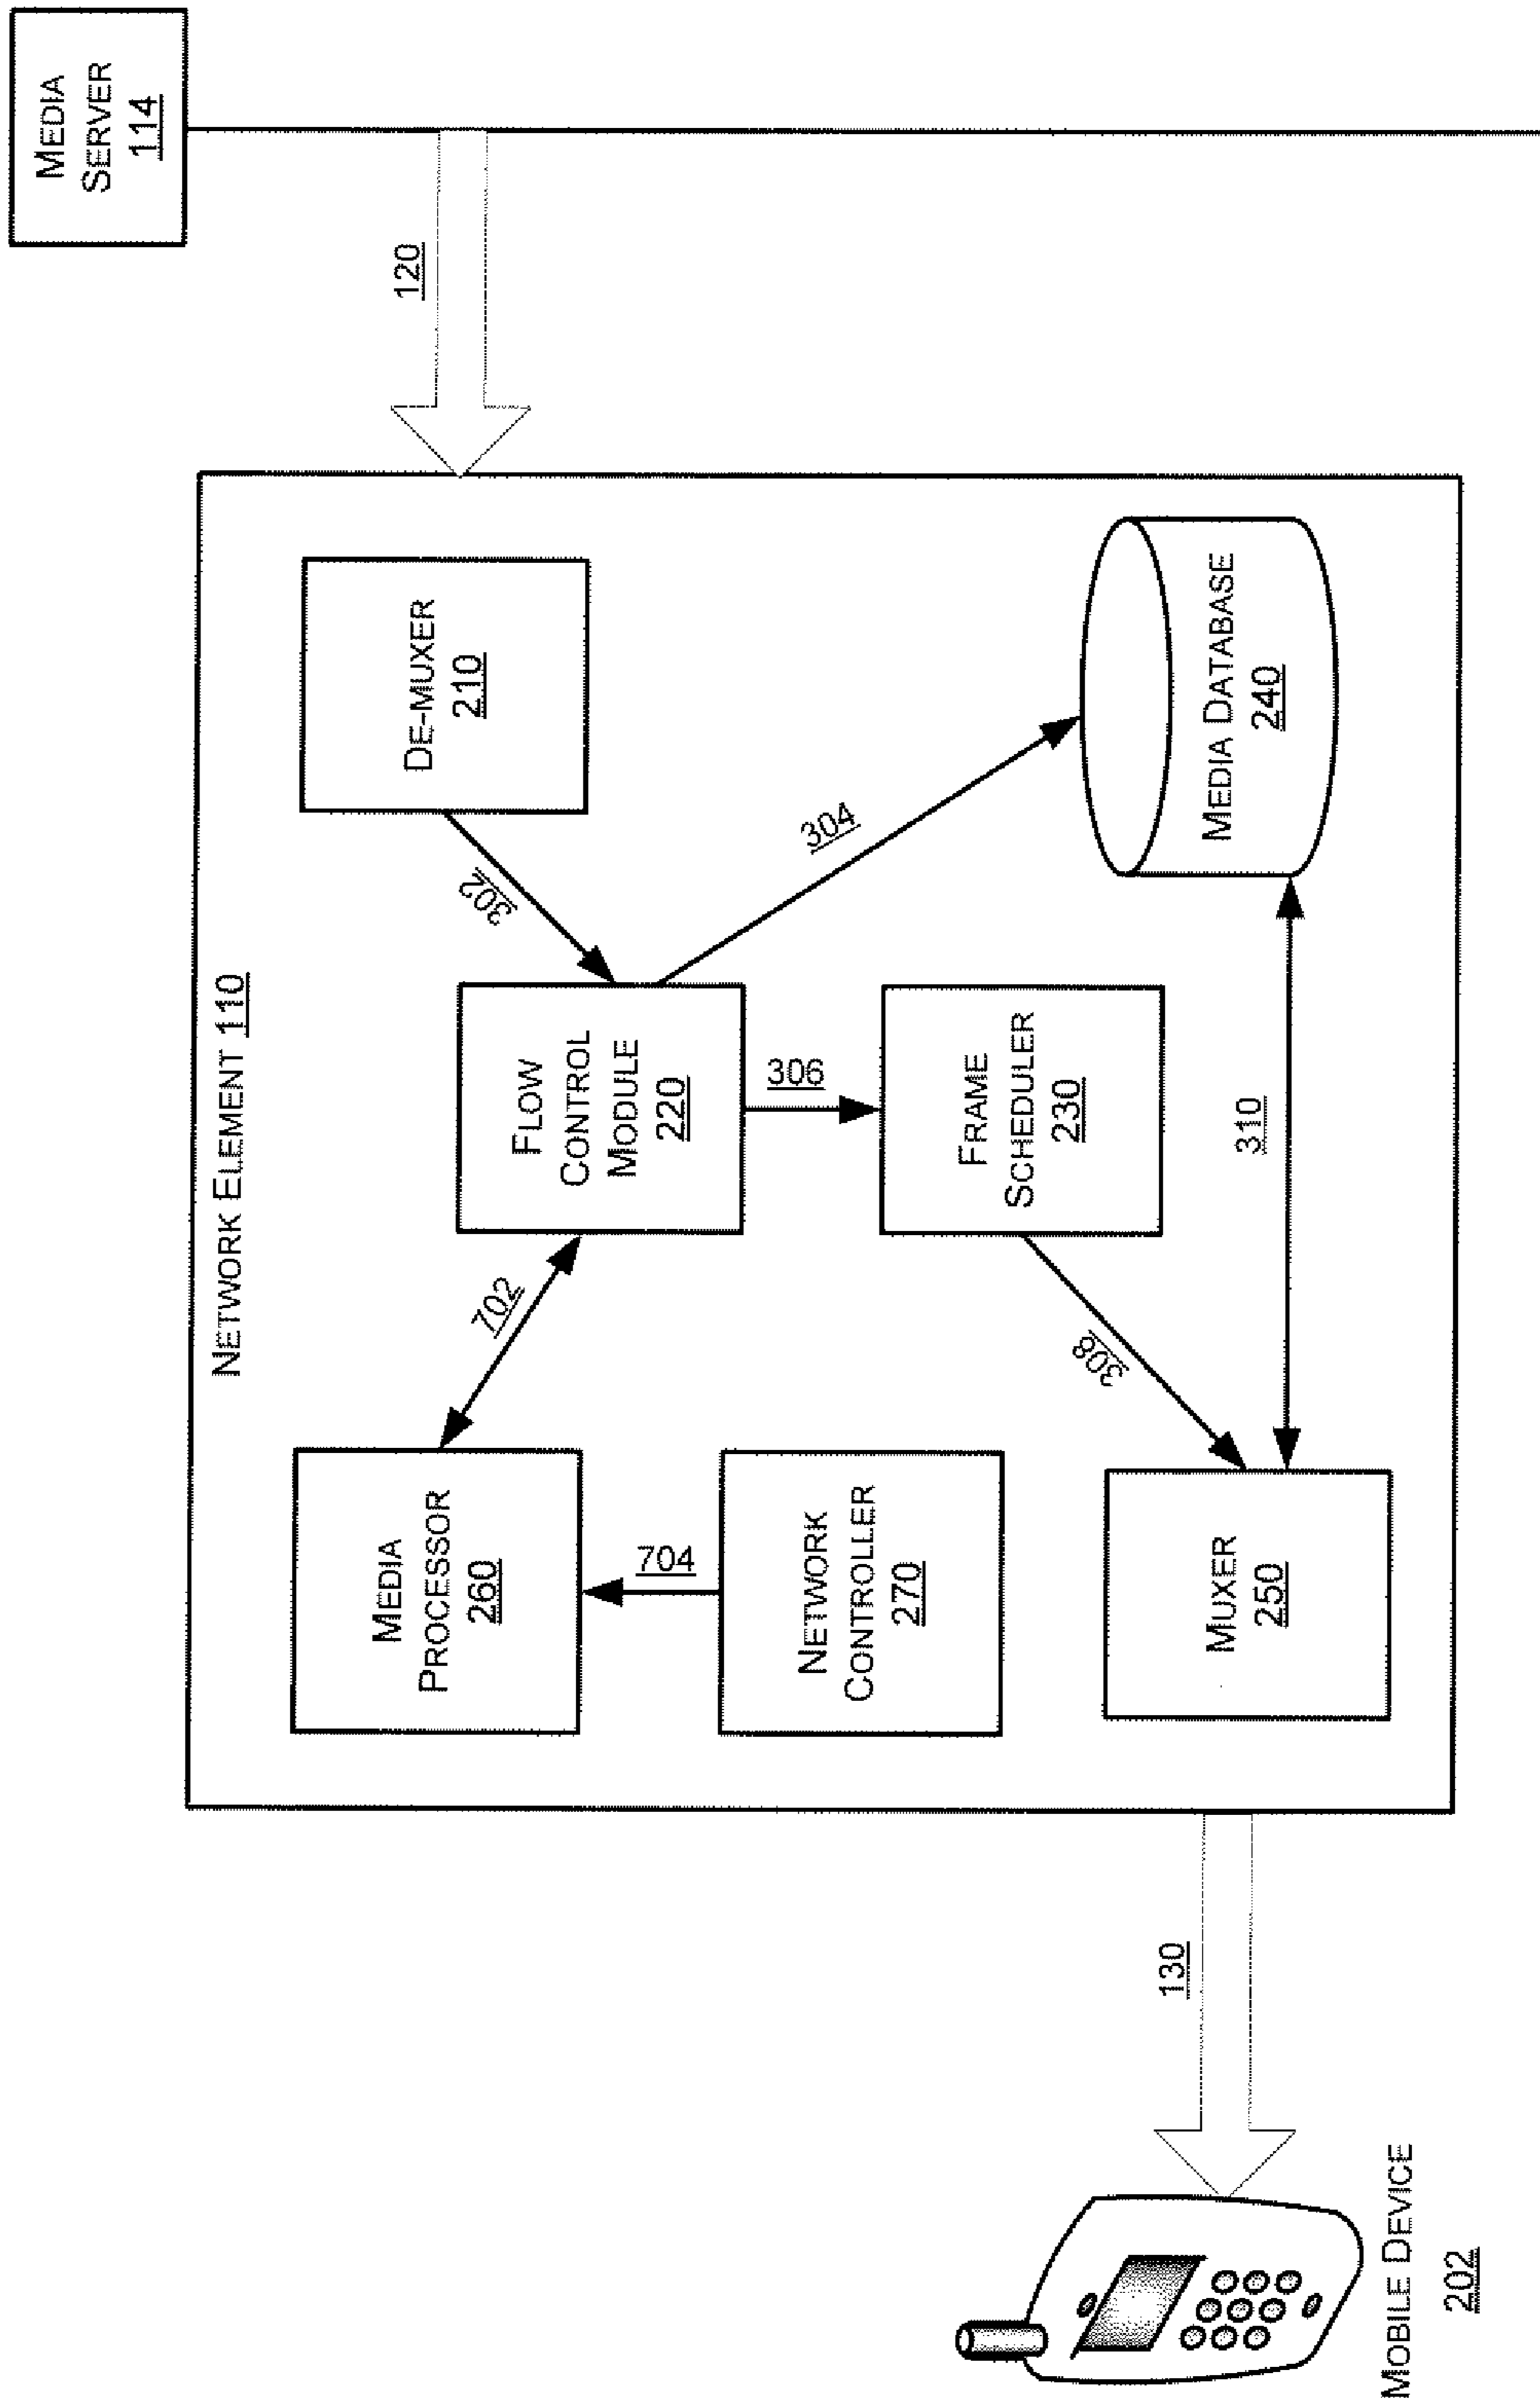 MEDIA
SERVER
114
120
NETWORK ELEMENT 110
DE-MUXER
210
302
304
MEDIA DATABASE
240
FLOW
CONTROL
MODULE
220
306
FRAME
SCHEDULER
230
702
308
310
MEDIA
PROCESSOR
260
704
NETWORK
CONTROLLER
270
MUXER
250
130
MOBILE DEVICE
202